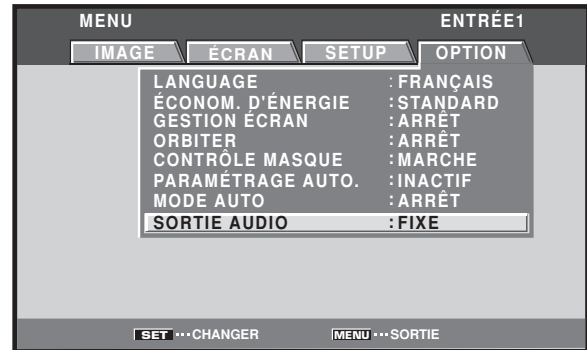 MENU ENTRÉE1
IMAGE ÉCRAN SETUP OPTION
LANGUAGE :FRANÇAIS
ÉCONOM. D'ÉNERGIE :STANDARD
GESTION ÉCRAN :ARRÊT
ORBITER :ARRÊT
CONTRÔLE MASQUE :MARCHE
PARAMÉTRAGE AUTO. :INACTIF
MODE AUTO :ARRÊT
SORTIE AUDIO :FIXE
SET ···CHANGER MENU ···SORTIE